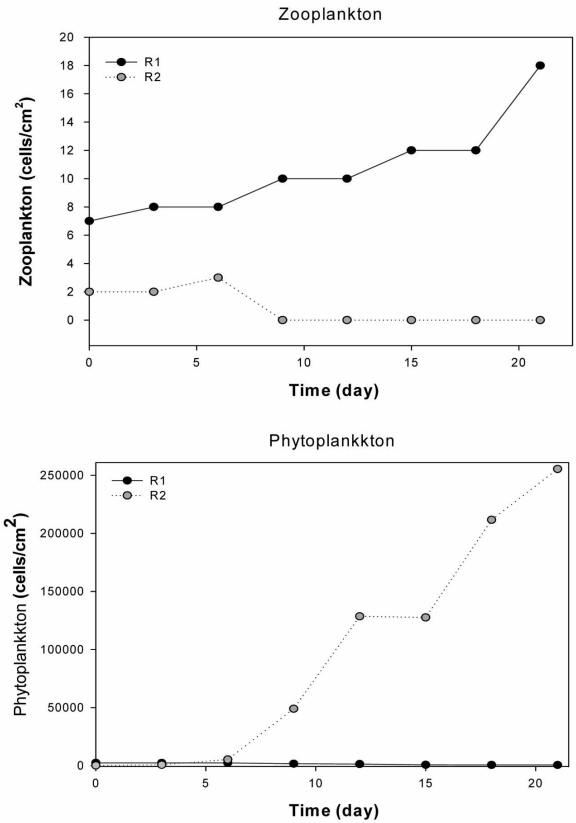 Zooplankton
Zooplankton (cells/cm²)
20
18
16
14
12
10
8
6
4
2
0
R1
R2
0 5 10 15 20
Time (day)
Phytoplankkton
Phytoplankkton (cells/cm²)
250000
200000
150000
100000
50000
0
R1
R2
0 5 10 15 20
Time (day)